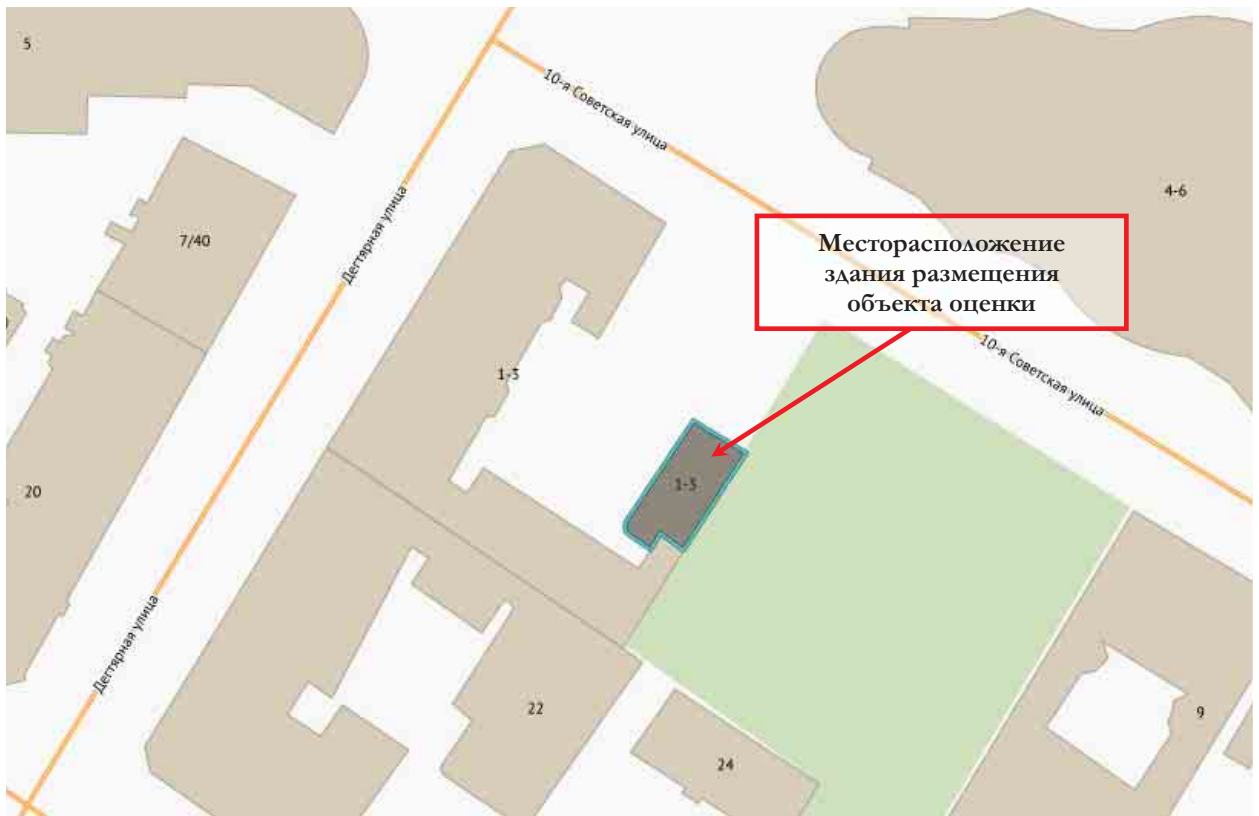 5
10-я Советская улица
4-6
Дегтярная улица
7/40
Месторасположение
здания размещения
объекта оценки
10-я Советская улица
1-3
1-3
20
Дегтярная улица
22
9
24